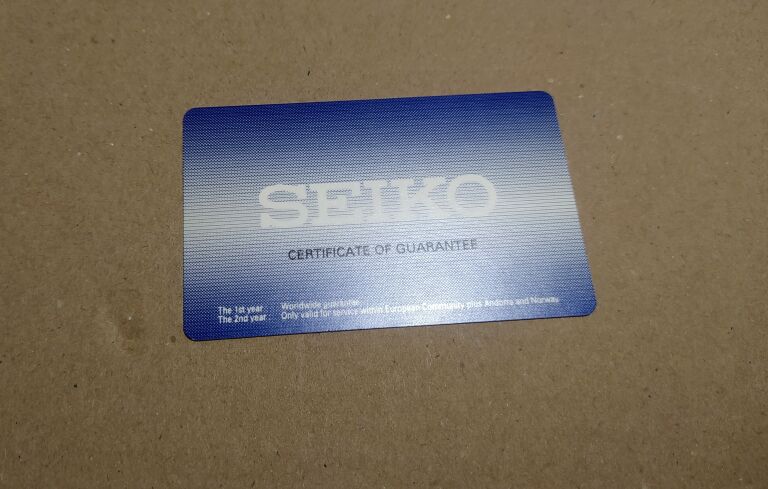 SEIKO
CERTIFICATE OF GUARANTEE
The 1st year Worldwide guarantee
The 2nd year Only valid for service within European Community plus Andorra and Norway